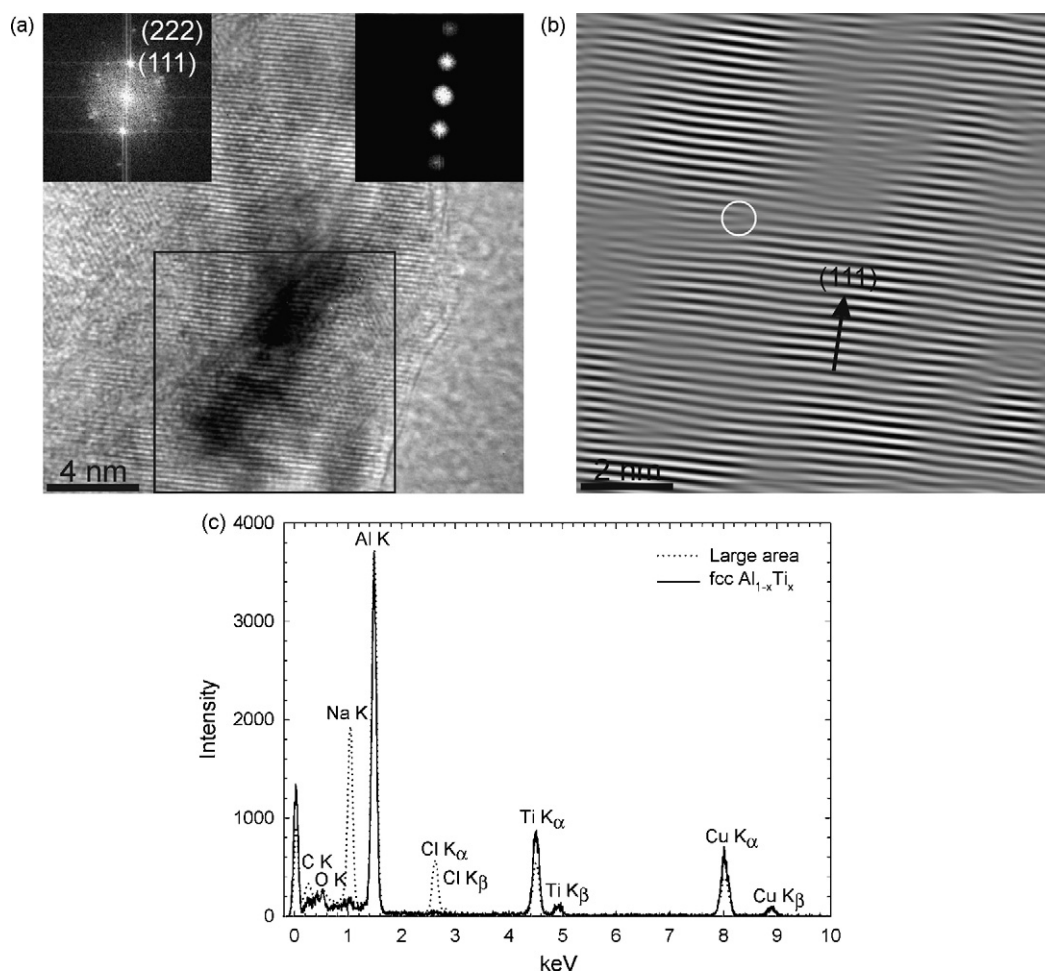 (a)
(222)
(111)
4 nm
(b)
(111)
2 nm
(c)
4000
3000
2000
1000
0
Intensity
Al K
Na K
C K
O K
Cl Kα
Cl Kβ
Ti Kα
Ti Kβ
Cu Kα
Cu Kβ
Large area
fcc Al1-xTix
0 1 2 3 4 5 6 7 8 9 10
keV